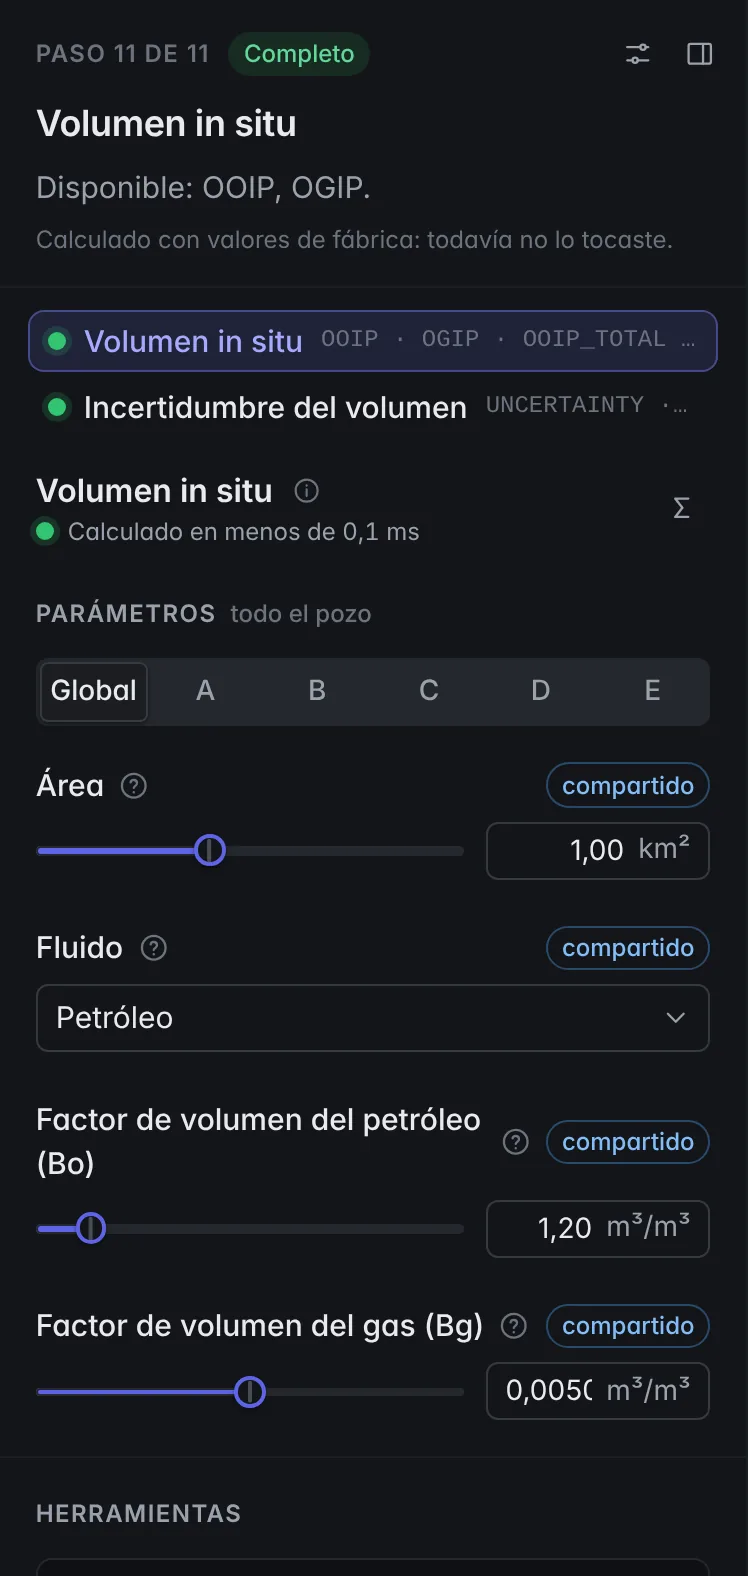 PASO 11 DE 11 Completo
Volumen in situ
Disponible: OOIP, OGIP.
Calculado con valores de fábrica: todavía no lo tocaste.
Volumen in situ OOIP · OGIP · OOIP_TOTAL …
Incertidumbre del volumen UNCERTAINTY ·…
Volumen in situ
Σ
Calculado en menos de 0,1 ms
PARÁMETROS todo el pozo
Global A B C D E
Área ? compartido
1,00 km²
Fluido ? compartido
Petróleo
Factor de volumen del petróleo
(Bo) ? compartido
1,20 m³/m³
Factor de volumen del gas (Bg) ? compartido
0,0050 m³/m³
HERRAMIENTAS